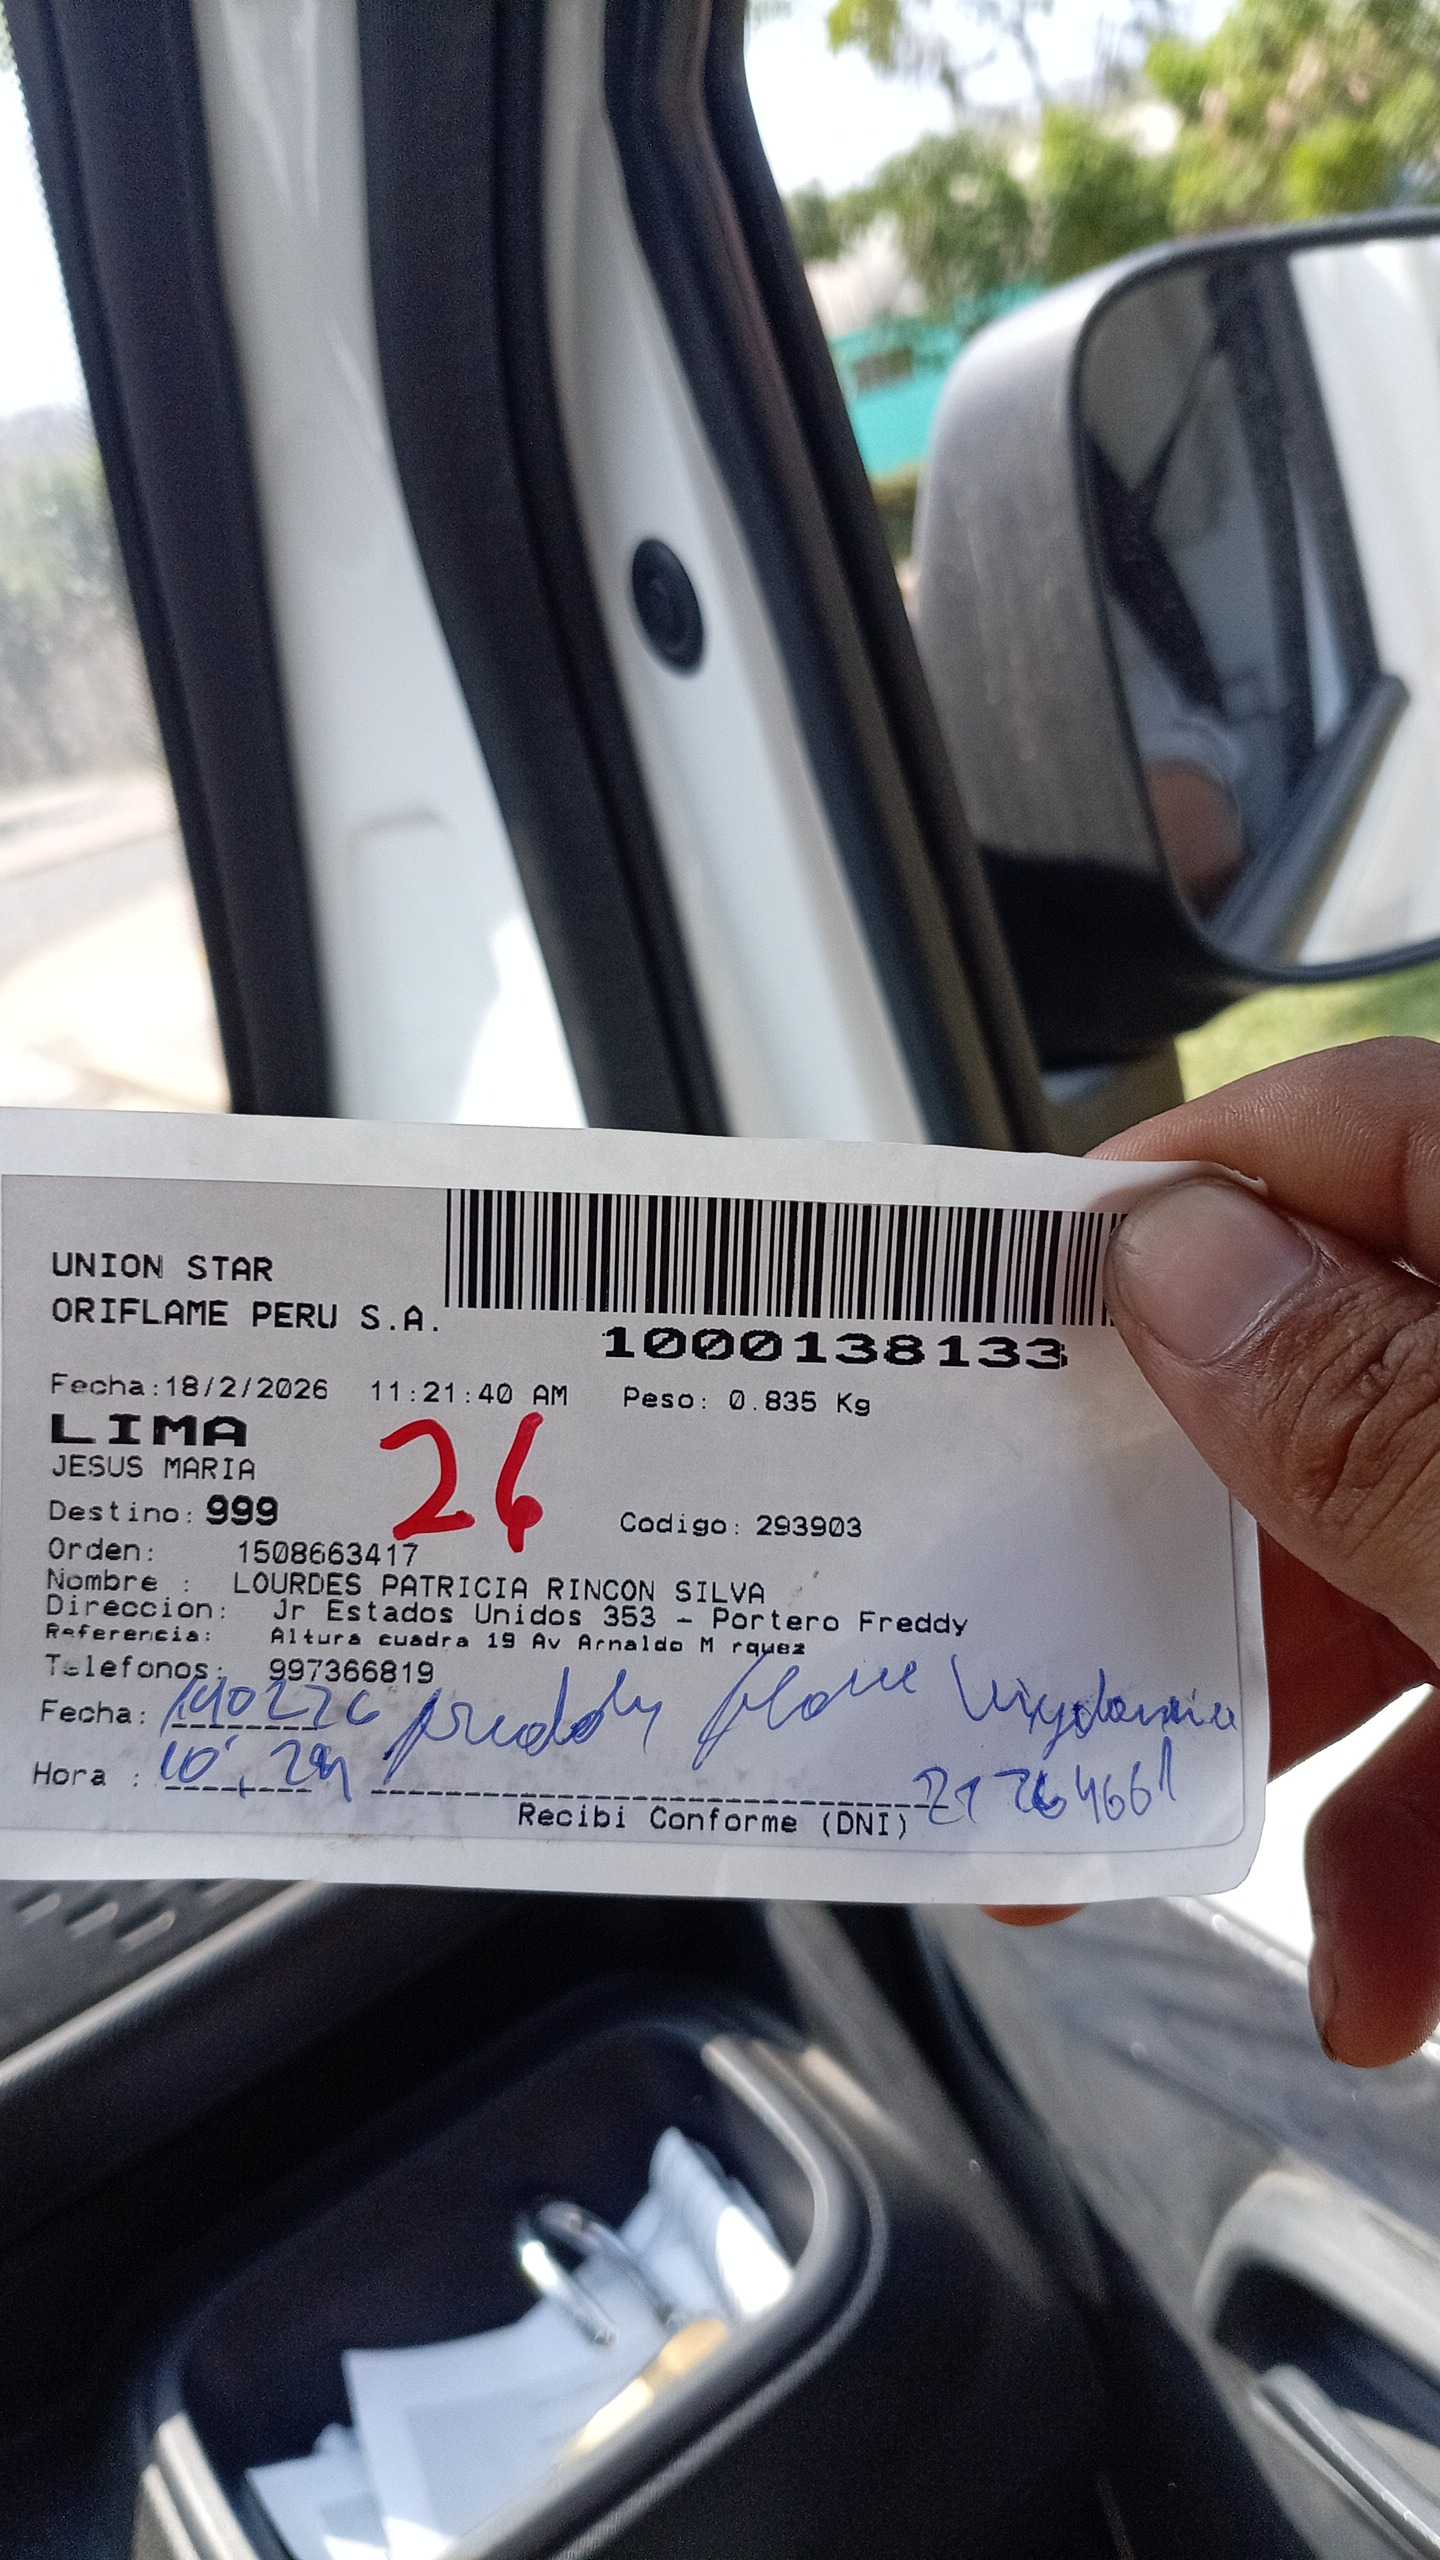 UNION STAR
ORIFLAME PERU S.A.
1000138133
Fecha:18/2/2026 11:21:40 AM Peso: 0.835 Kg
LIMA
JESUS MARIA
26
Destino: 999 Codigo: 293903
Orden: 1508663417
Nombre : LOURDES PATRICIA RINCON SILVA
Direccion: Jr Estados Unidos 353 - Portero Freddy
Referencia: Altura cuadra 19 Av Arnaldo M rquez
Telefonos: 997366819
Fecha: freddy
Hora :
Recibi Conforme (DNI)